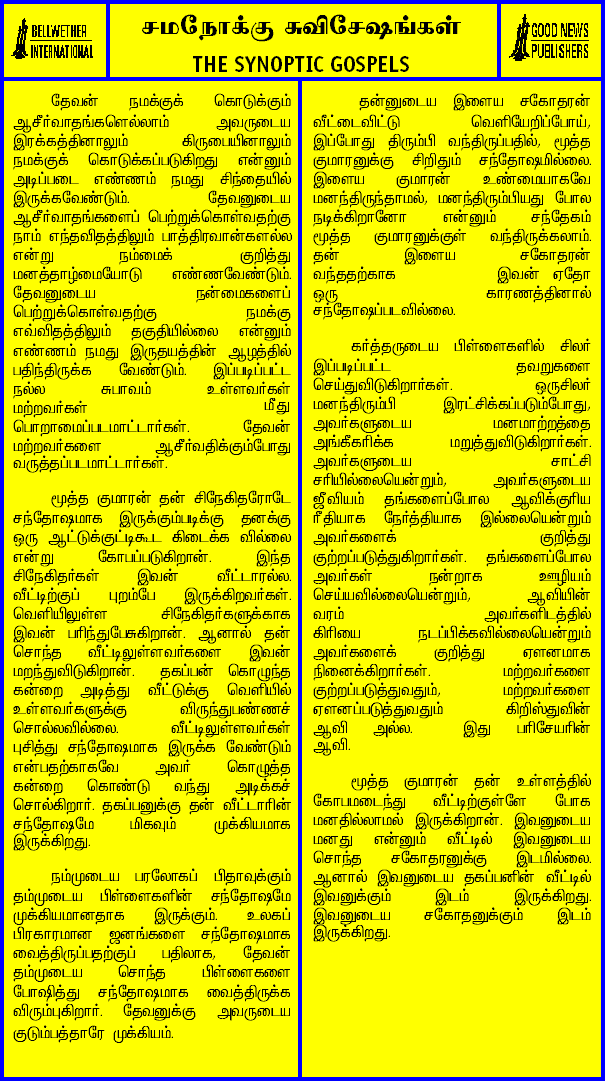 BELLWETHER
INTERNATIONAL
சமநோக்கு சுவிசேஷங்கள்
THE SYNOPTIC GOSPELS
GOOD NEWS
PUBLISHERS
தேவன் நமக்குக் கொடுக்கும்
ஆசீர்வாதங்களெல்லாம் அவருடைய
இரக்கத்தினாலும் கிருபையினாலும்
நமக்குக் கொடுக்கப்படுகிறது என்னும்
அடிப்படை எண்ணம் நமது சிந்தையில்
இருக்கவேண்டும். தேவனுடைய
ஆசீர்வாதங்களைப் பெற்றுக்கொள்வதற்கு
நாம் எந்தவிதத்திலும் பாத்திரவான்களல்ல
என்று நம்மைக் குறித்து
மனத்தாழ்மையோடு எண்ணவேண்டும்.
தேவனுடைய நன்மைகளைப்
பெற்றுக்கொள்வதற்கு நமக்கு
எவ்விதத்திலும் தகுதியில்லை என்னும்
எண்ணம் நமது இருதயத்தின் ஆழத்தில்
பதிந்திருக்க வேண்டும். இப்படிப்பட்ட
நல்ல சுபாவம் உள்ளவர்கள்
மற்றவர்கள் மீது
பொறாமைப்படமாட்டார்கள். தேவன்
மற்றவர்களை ஆசீர்வதிக்கும்போது
வருத்தப்படமாட்டார்கள்.
மூத்த குமாரன் தன் சிநேகிதரோடே
சந்தோஷமாக இருக்கும்படிக்கு தனக்கு
ஒரு ஆட்டுக்குட்டிகூட கிடைக்க வில்லை
என்று கோபப்படுகிறான். இந்த
சிநேகிதர்கள் இவன் வீட்டாரல்ல.
வீட்டிற்குப் புறம்பே இருக்கிறவர்கள்.
வெளியிலுள்ள சிநேகிதர்களுக்காக
இவன் பரிந்துபேசுகிறான். ஆனால் தன்
சொந்த வீட்டிலுள்ளவர்களை இவன்
மறந்துவிடுகிறான். தகப்பன் கொழுந்த
கன்றை அடித்து வீட்டுக்கு வெளியில்
உள்ளவர்களுக்கு விருந்துபண்ணச்
சொல்லவில்லை. வீட்டிலுள்ளவர்கள்
புசித்து சந்தோஷமாக இருக்க வேண்டும்
என்பதற்காகவே அவர் கொழுத்த
கன்றை கொண்டு வந்து அடிக்கச்
சொல்கிறார். தகப்பனுக்கு தன் வீட்டாரின்
சந்தோஷமே மிகவும் முக்கியமாக
இருக்கிறது.
நம்முடைய பரலோகப் பிதாவுக்கும்
தம்முடைய பிள்ளைகளின் சந்தோஷமே
முக்கியமானதாக இருக்கும். உலகப்
பிரகாரமான ஜனங்களை சந்தோஷமாக
வைத்திருப்பதற்குப் பதிலாக, தேவன்
தம்முடைய சொந்த பிள்ளைகளை
போஷித்து சந்தோஷமாக வைத்திருக்க
விரும்புகிறார். தேவனுக்கு அவருடைய
குடும்பத்தாரே முக்கியம்.
தன்னுடைய இளைய சகோதரன்
வீட்டைவிட்டு வெளியேறிப்போய்,
இப்போது திரும்பி வந்திருப்பதில், மூத்த
குமாரனுக்கு சிறிதும் சந்தோஷமில்லை.
இளைய குமாரன் உண்மையாகவே
மனந்திருந்தாமல், மனந்திரும்பியது போல
நடிக்கிறானோ என்னும் சந்தேகம்
மூத்த குமாரனுக்குள் வந்திருக்கலாம்.
தன் இளைய சகோதரன்
வந்ததற்காக இவன் ஏதோ
ஒரு காரணத்தினால்
சந்தோஷப்படவில்லை.
கர்த்தருடைய பிள்ளைகளில் சிலர்
இப்படிப்பட்ட தவறுகளை
செய்துவிடுகிறார்கள். ஒருசிலர்
மனந்திரும்பி இரட்சிக்கப்படும்போது,
அவர்களுடைய மனமாற்றத்தை
அங்கீகரிக்க மறுத்துவிடுகிறார்கள்.
அவர்களுடைய சாட்சி
சரியில்லையென்றும், அவர்களுடைய
ஜீவியம் தங்களைப்போல ஆவிக்குரிய
ரீதியாக நேர்த்தியாக இல்லையென்றும்
அவர்களைக் குறித்து
குற்றப்படுத்துகிறார்கள். தங்களைப்போல
அவர்கள் நன்றாக ஊழியம்
செய்யவில்லையென்றும், ஆவியின்
வரம் அவர்களிடத்தில்
கிரியை நடப்பிக்கவில்லையென்றும்
அவர்களைக் குறித்து ஏளனமாக
நினைக்கிறார்கள். மற்றவர்களை
குற்றப்படுத்துவதும், மற்றவர்களை
ஏளனப்படுத்துவதும் கிறிஸ்துவின்
ஆவி அல்ல. இது பரிசேயரின்
ஆவி.
மூத்த குமாரன் தன் உள்ளத்தில்
கோபமடைந்து வீட்டிற்குள்ளே போக
மனதில்லாமல் இருக்கிறான். இவனுடைய
மனது என்னும் வீட்டில் இவனுடைய
சொந்த சகோதரனுக்கு இடமில்லை.
ஆனால் இவனுடைய தகப்பனின் வீட்டில்
இவனுக்கும் இடம் இருக்கிறது.
இவனுடைய சகோதனுக்கும் இடம்
இருக்கிறது.